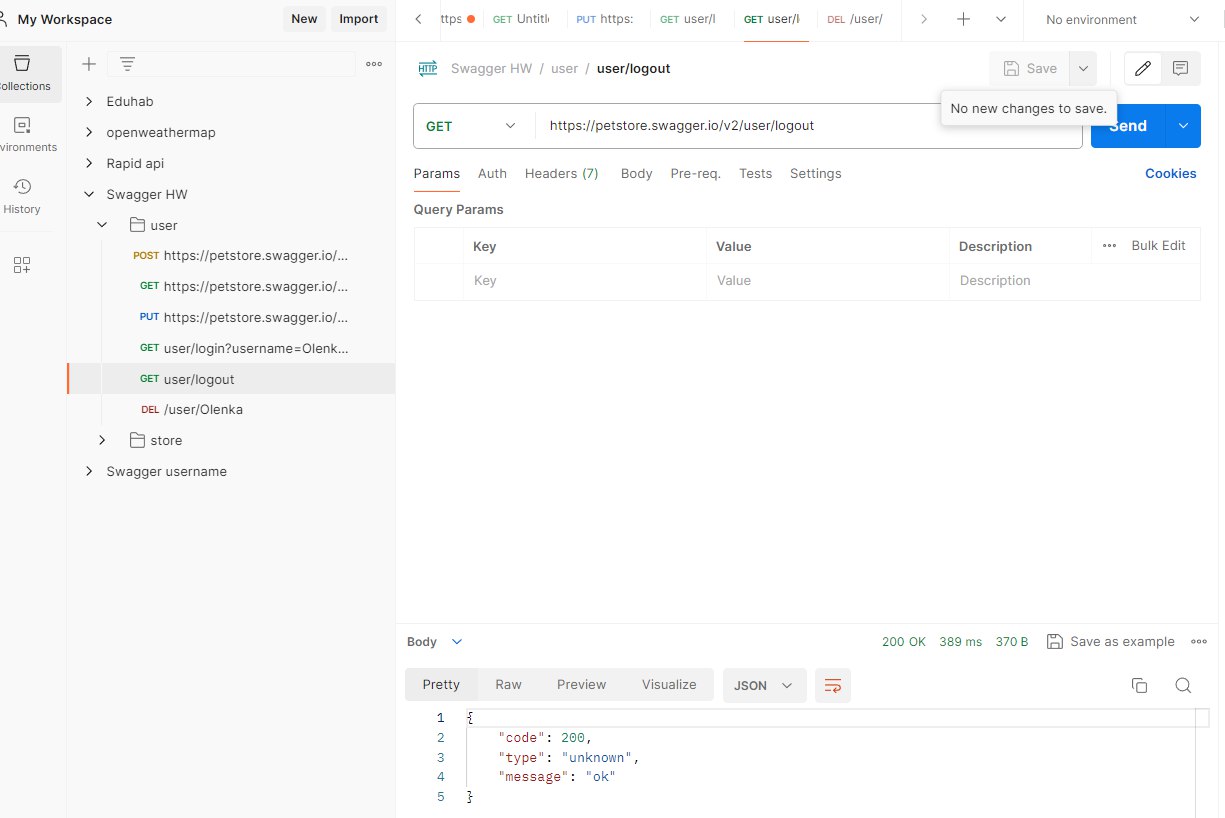 My Workspace
New
Import
ttps
GET Untitl
PUT https:
GET user/l
GET user/l
DEL /user/
No environment
ollections
vironments
History
Eduhab
openweathermap
Rapid api
Swagger HW
user
POST https://petstore.swagger.io/...
GET https://petstore.swagger.io/...
PUT https://petstore.swagger.io/...
GET user/login?username=Olenk...
GET user/logout
DEL /user/Olenka
store
Swagger username
HTTP Swagger HW / user / user/logout
Save
No new changes to save.
GET https://petstore.swagger.io/v2/user/logout
Send
Params Auth Headers (7) Body Pre-req. Tests Settings
Cookies
Query Params
Key Value Description Bulk Edit
Key Value Description
Body
200 OK 389 ms 370 B Save as example
Pretty Raw Preview Visualize JSON
1 {
2 "code": 200,
3 "type": "unknown",
4 "message": "ok"
5 }